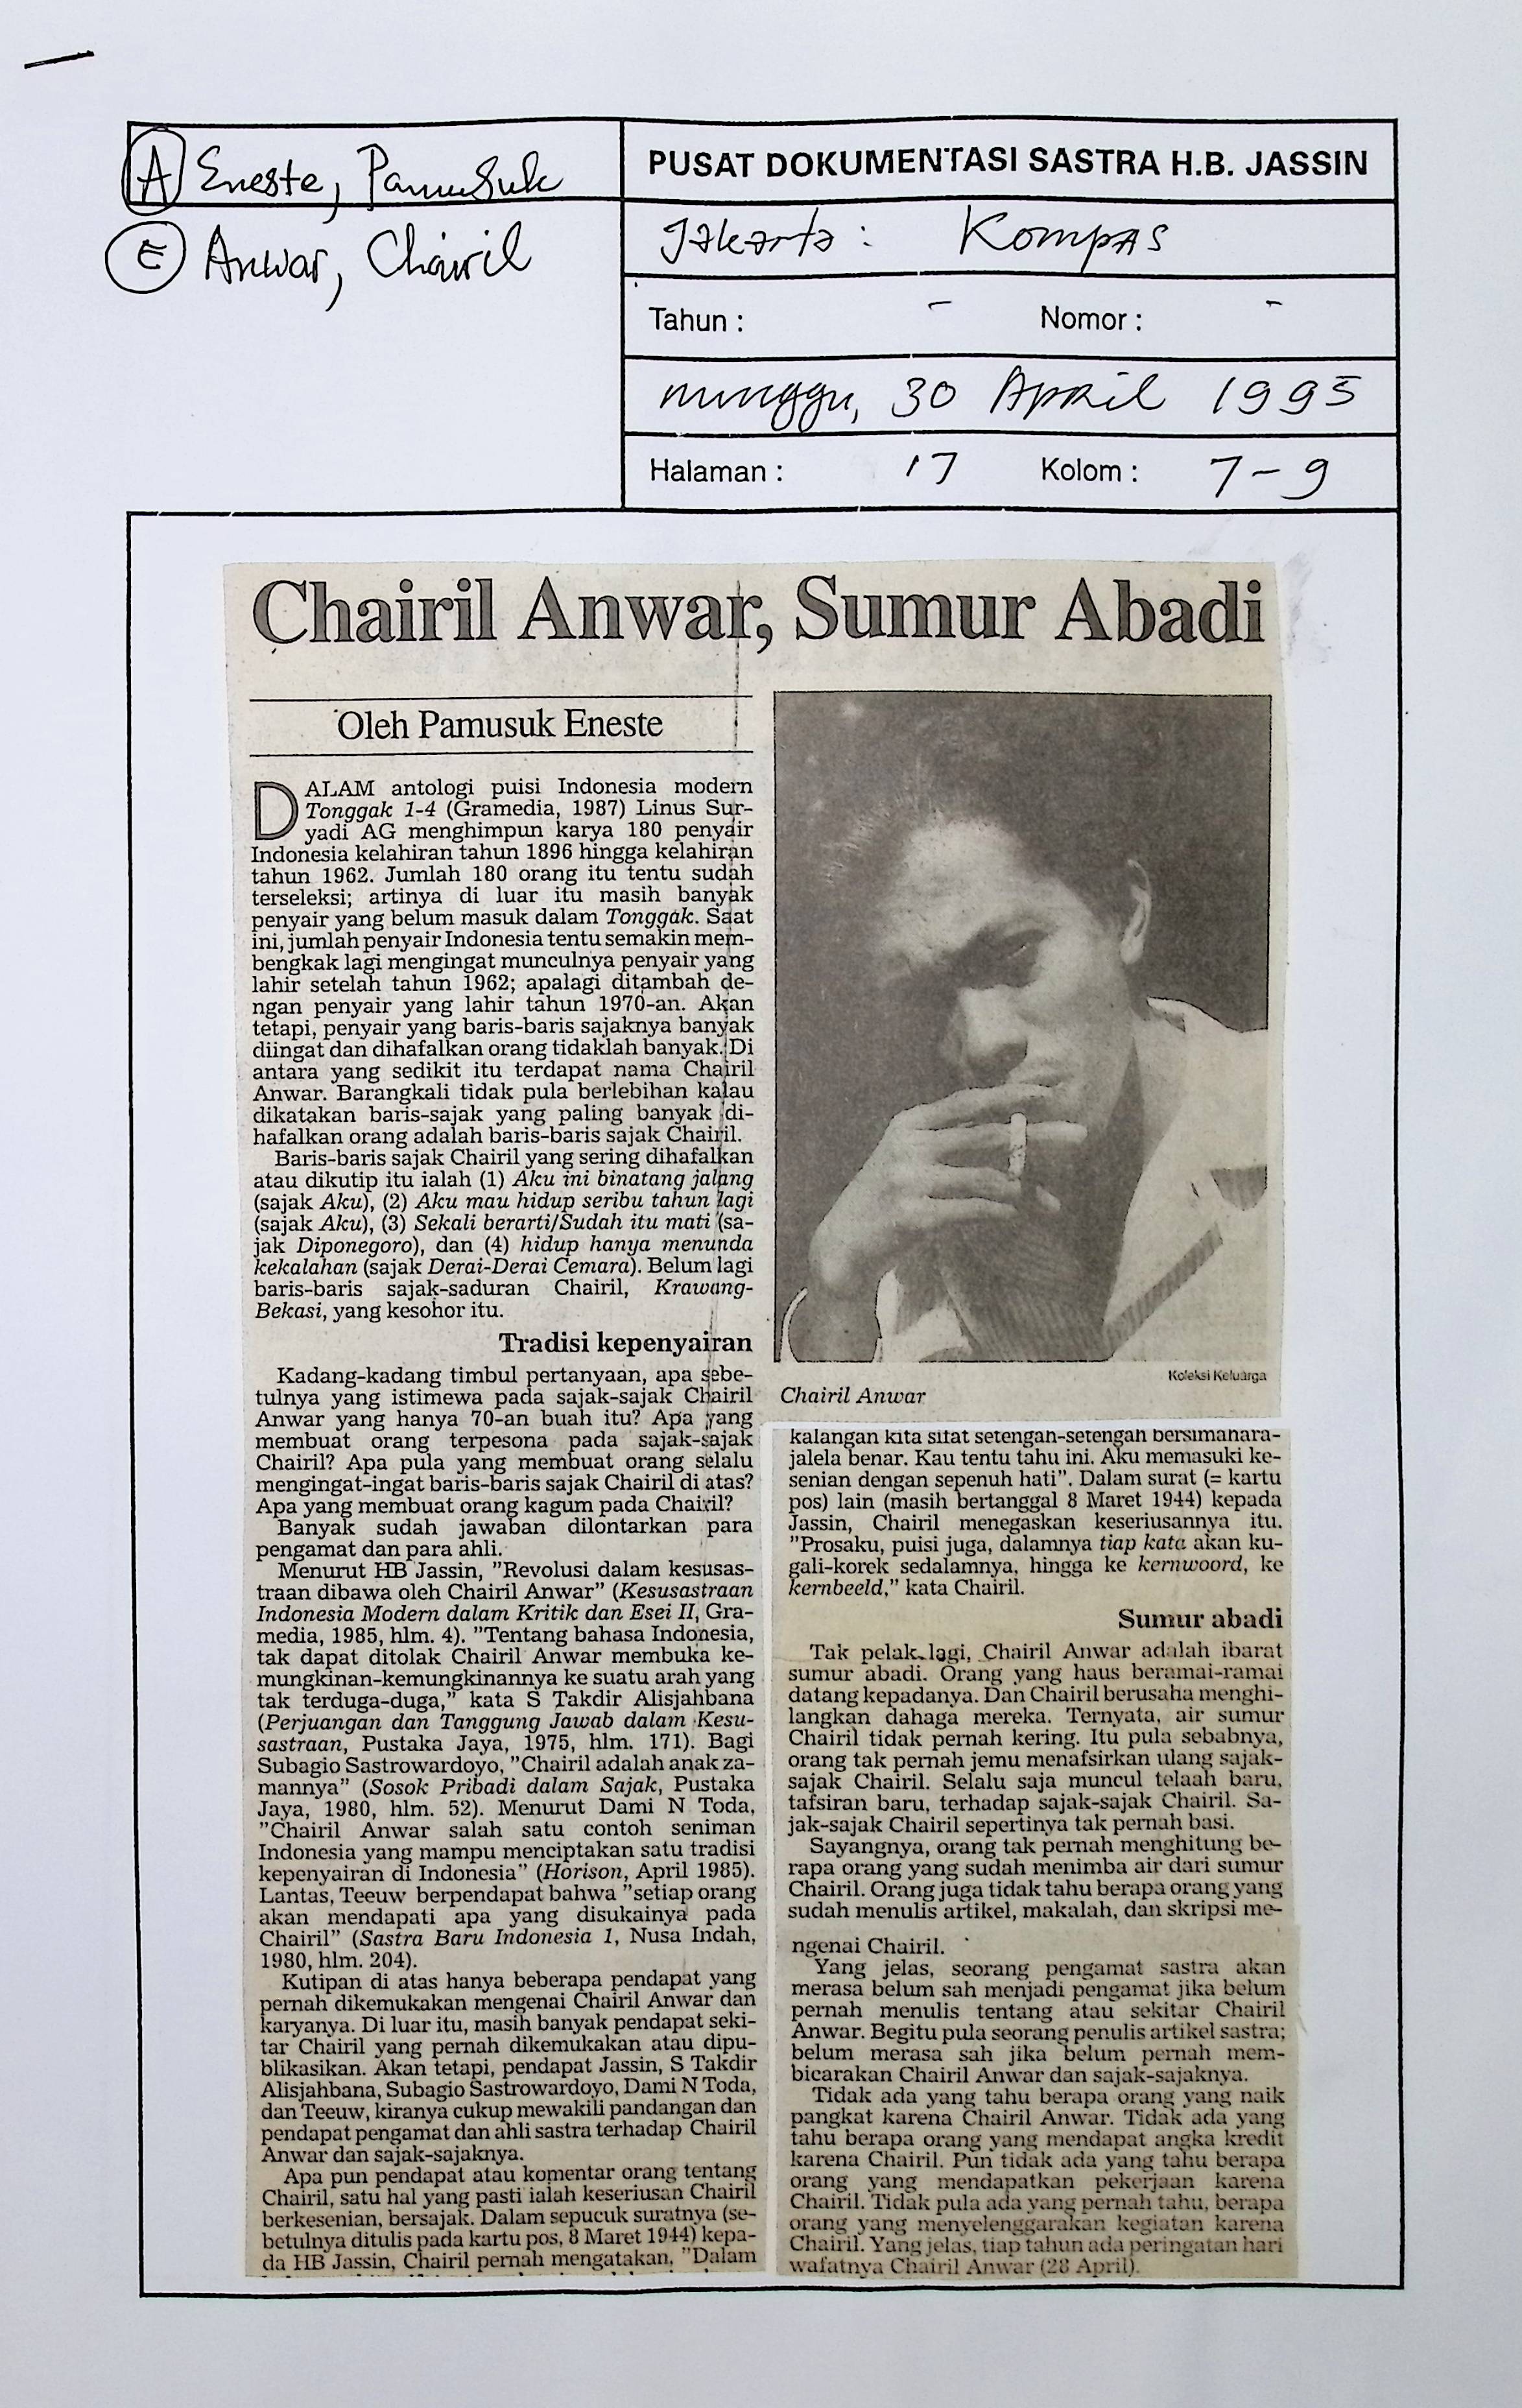 A Eneste, Pamusuk
E Anwar, Chairil
PUSAT DOKUMENTASI SASTRA H.B. JASSIN
Jakarta : Kompas
Tahun : - Nomor : -
minggu, 30 April 1995
Halaman : 17 Kolom : 7-9
Chairil Anwar, Sumur Abadi
Oleh Pamusuk Eneste
DALAM antologi puisi Indonesia modern
Tonggak 1-4 (Gramedia, 1987) Linus Sur-
yadi AG menghimpun karya 180 penyair
Indonesia kelahiran tahun 1896 hingga kelahiran
tahun 1962. Jumlah 180 orang itu tentu sudah
terseleksi; artinya di luar itu masih banyak
penyair yang belum masuk dalam Tonggak. Saat
ini, jumlah penyair Indonesia tentu semakin mem-
bengkak lagi mengingat munculnya penyair yang
lahir setelah tahun 1962; apalagi ditambah de-
ngan penyair yang lahir tahun 1970-an. Akan
tetapi, penyair yang baris-baris sajaknya banyak
diingat dan dihafalkan orang tidaklah banyak. Di
antara yang sedikit itu terdapat nama Chairil
Anwar. Barangkali tidak pula berlebihan kalau
dikatakan baris-sajak yang paling banyak di-
hafalkan orang adalah baris-baris sajak Chairil.
Baris-baris sajak Chairil yang sering dihafalkan
atau dikutip itu ialah (1) Aku ini binatang jalang
(sajak Aku), (2) Aku mau hidup seribu tahun lagi
(sajak Aku), (3) Sekali berarti/Sudah itu mati (sa-
jak Diponegoro), dan (4) hidup hanya menunda
kekalahan (sajak Derai-Derai Cemara). Belum lagi
baris-baris sajak-saduran Chairil, Krawang-
Bekasi, yang kesohor itu.
Tradisi kepenyairan
Kadang-kadang timbul pertanyaan, apa sebe-
tulnya yang istimewa pada sajak-sajak Chairil
Anwar yang hanya 70-an buah itu? Apa yang
membuat orang terpesona pada sajak-sajak
Chairil? Apa pula yang membuat orang selalu
mengingat-ingat baris-baris sajak Chairil di atas?
Apa yang membuat orang kagum pada Chairil?
Banyak sudah jawaban dilontarkan para
pengamat dan para ahli.
Menurut HB Jassin, "Revolusi dalam kesusas-
traan dibawa oleh Chairil Anwar" (Kesusastraan
Indonesia Modern dalam Kritik dan Esei II, Gra-
media, 1985, hlm. 4). "Tentang bahasa Indonesia,
tak dapat ditolak Chairil Anwar membuka ke-
mungkinan-kemungkinannya ke suatu arah yang
tak terduga-duga," kata S Takdir Alisjahbana
(Perjuangan dan Tanggung Jawab dalam Kesu-
sastraan, Pustaka Jaya, 1975, hlm. 171). Bagi
Subagio Sastrowardoyo, "Chairil adalah anak za-
mannya" (Sosok Pribadi dalam Sajak, Pustaka
Jaya, 1980, hlm. 52). Menurut Dami N Toda,
"Chairil Anwar salah satu contoh seniman
Indonesia yang mampu menciptakan satu tradisi
kepenyairan di Indonesia" (Horison, April 1985).
Lantas, Teeuw berpendapat bahwa "setiap orang
akan mendapati apa yang disukainya pada
Chairil" (Sastra Baru Indonesia 1, Nusa Indah,
1980, hlm. 204).
Kutipan di atas hanya beberapa pendapat yang
pernah dikemukakan mengenai Chairil Anwar dan
karyanya. Di luar itu, masih banyak pendapat seki-
tar Chairil yang pernah dikemukakan atau dipu-
blikasikan. Akan tetapi, pendapat Jassin, S Takdir
Alisjahbana, Subagio Sastrowardoyo, Dami N Toda,
dan Teeuw, kiranya cukup mewakili pandangan dan
pendapat pengamat dan ahli sastra terhadap Chairil
Anwar dan sajak-sajaknya.
Apa pun pendapat atau komentar orang tentang
Chairil, satu hal yang pasti ialah keseriusan Chairil
berkesenian, bersajak. Dalam sepucuk suratnya (se-
betulnya ditulis pada kartu pos, 8 Maret 1944) kepa-
da HB Jassin, Chairil pernah mengatakan, "Dalam
Koleksi Keluarga
Chairil Anwar
kalangan kita sifat setengah-setengah bersimahara-
jalela benar. Kau tentu tahu ini. Aku memasuki ke-
senian dengan sepenuh hati". Dalam surat (= kartu
pos) lain (masih bertanggal 8 Maret 1944) kepada
Jassin, Chairil menegaskan keseriusannya itu.
"Prosaku, puisi juga, dalamnya tiap kata akan ku-
gali-korek sedalamnya, hingga ke kernwoord, ke
kernbeeld," kata Chairil.
Sumur abadi
Tak pelak lagi, Chairil Anwar adalah ibarat
sumur abadi. Orang yang haus beramai-ramai
datang kepadanya. Dan Chairil berusaha menghi-
langkan dahaga mereka. Ternyata, air sumur
Chairil tidak pernah kering. Itu pula sebabnya,
orang tak pernah jemu menafsirkan ulang sajak-
sajak Chairil. Selalu saja muncul telaah baru,
tafsiran baru, terhadap sajak-sajak Chairil. Sa-
jak-sajak Chairil sepertinya tak pernah basi.
Sayangnya, orang tak pernah menghitung be-
rapa orang yang sudah menimba air dari sumur
Chairil. Orang juga tidak tahu berapa orang yang
sudah menulis artikel, makalah, dan skripsi me-
ngenai Chairil.
Yang jelas, seorang pengamat sastra akan
merasa belum sah menjadi pengamat jika belum
pernah menulis tentang atau sekitar Chairil
Anwar. Begitu pula seorang penulis artikel sastra;
belum merasa sah jika belum pernah mem-
bicarakan Chairil Anwar dan sajak-sajaknya.
Tidak ada yang tahu berapa orang yang naik
pangkat karena Chairil Anwar. Tidak ada yang
tahu berapa orang yang mendapat angka kredit
karena Chairil. Pun tidak ada yang tahu berapa
orang yang mendapatkan pekerjaan karena
Chairil. Tidak pula ada yang pernah tahu, berapa
orang yang menyelenggarakan kegiatan karena
Chairil. Yang jelas, tiap tahun ada peringatan hari
wafatnya Chairil Anwar (28 April).